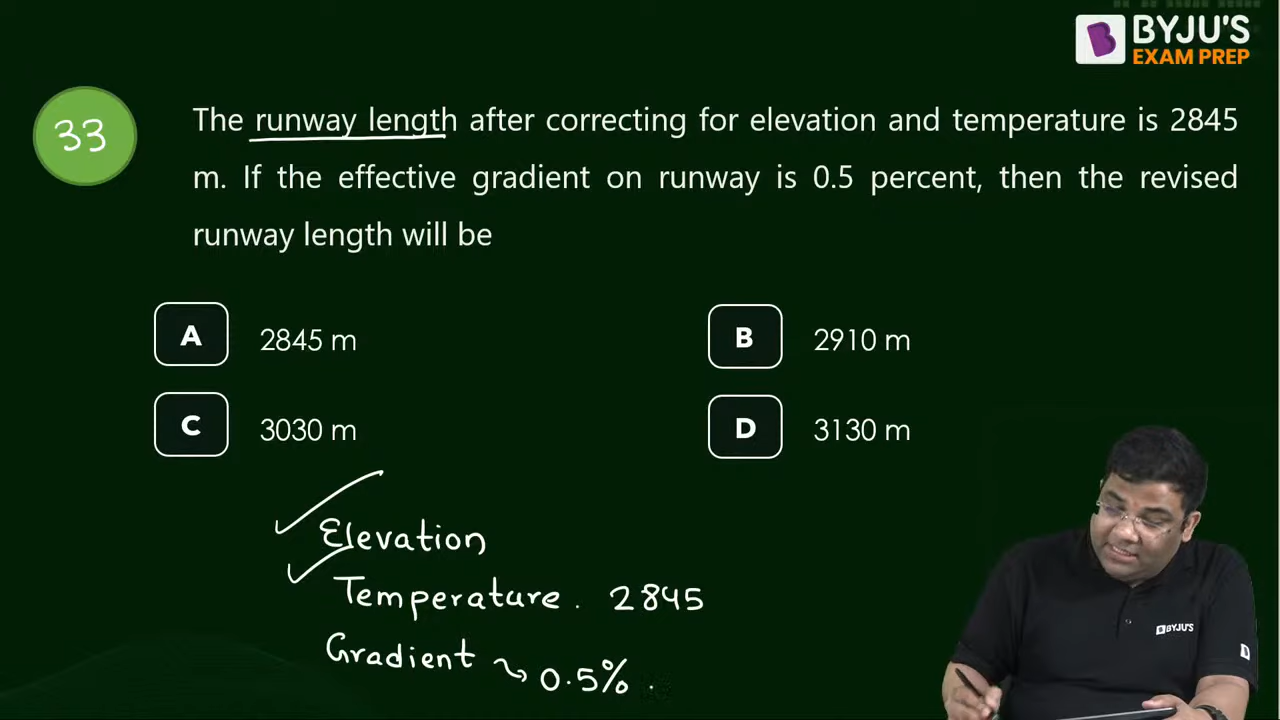 BYJU'S
EXAM PREP
33
The runway length after correcting for elevation and temperature is 2845
m. If the effective gradient on runway is 0.5 percent, then the revised
runway length will be
A 2845 m
B 2910 m
C 3030 m
D 3130 m
Elevation
Temperature. 2845
Gradient 0.5%.
BYJU'S